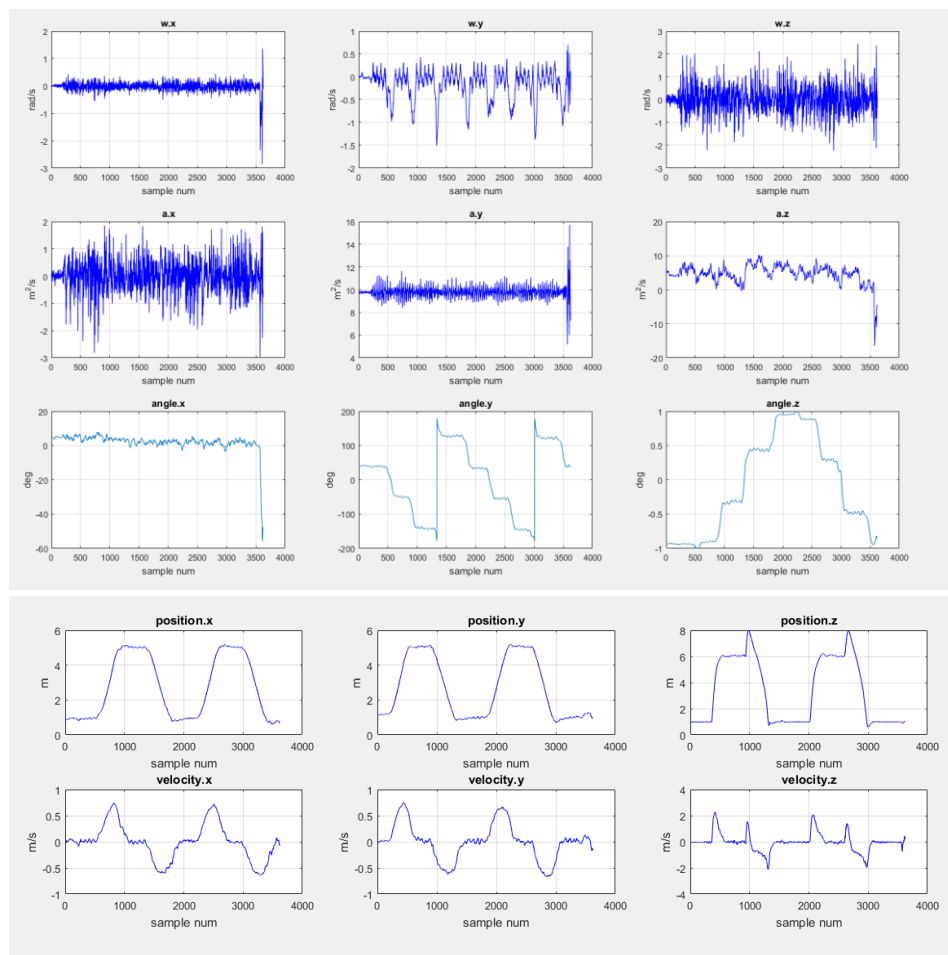 w.x
w.y
w.z
2
1
0
-1
-2
-3
rad/s
0 500 1000 1500 2000 2500 3000 3500 4000
sample num
1
0.5
0
-0.5
-1
-1.5
-2
rad/s
0 500 1000 1500 2000 2500 3000 3500 4000
sample num
3
2
1
0
-1
-2
-3
rad/s
0 500 1000 1500 2000 2500 3000 3500 4000
sample num
a.x
a.y
a.z
2
1
0
-1
-2
-3
m²/s
0 500 1000 1500 2000 2500 3000 3500 4000
sample num
16
14
12
10
8
6
4
m²/s
0 500 1000 1500 2000 2500 3000 3500 4000
sample num
20
10
0
-10
-20
m²/s
0 500 1000 1500 2000 2500 3000 3500 4000
sample num
angle.x
angle.y
angle.z
20
0
-20
-40
-60
deg
0 500 1000 1500 2000 2500 3000 3500 4000
sample num
200
100
0
-100
-200
deg
0 500 1000 1500 2000 2500 3000 3500 4000
sample num
1
0.5
0
-0.5
-1
deg
0 500 1000 1500 2000 2500 3000 3500 4000
sample num
position.x
position.y
position.z
6
4
2
0
m
0 1000 2000 3000 4000
sample num
6
4
2
0
m
0 1000 2000 3000 4000
sample num
8
6
4
2
0
m
0 1000 2000 3000 4000
sample num
velocity.x
velocity.y
velocity.z
1
0.5
0
-0.5
-1
m/s
0 1000 2000 3000 4000
sample num
1
0.5
0
-0.5
-1
m/s
0 1000 2000 3000 4000
sample num
4
2
0
-2
-4
m/s
0 1000 2000 3000 4000
sample num